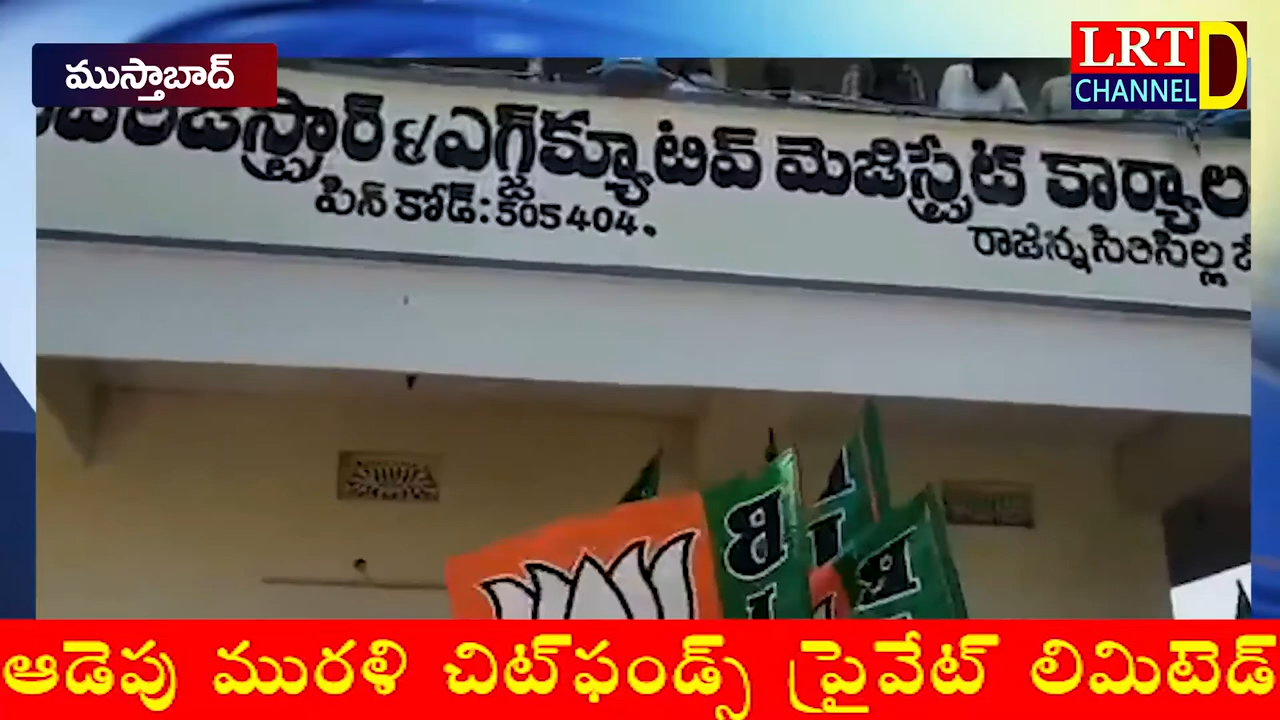 ముస్తాబాద్
LRT D
CHANNEL
&ఎగ్జిక్యూటివ్ మెజిస్ట్రేట్
పిన్ కోడ్: 505404.
రాజన్నసిరిసిల్ల
B
ఆడెపు మురళి చిట్‌ఫండ్స్ ప్రైవేట్ లిమిటెడ్